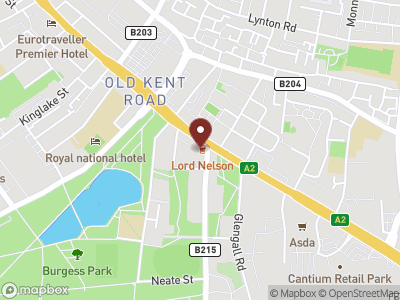 Lynton Rd
Monn
Eurotraveller
Premier Hotel
B203
B204
OLD KENT
ROAD
Kinglake St
Royal national hotel
Lord Nelson
A2
A2
Glengall Rd
Asda
B215
Burgess Park
Neate St
Cantium Retail Park
mapbox
© Mapbox © OpenStreetMap